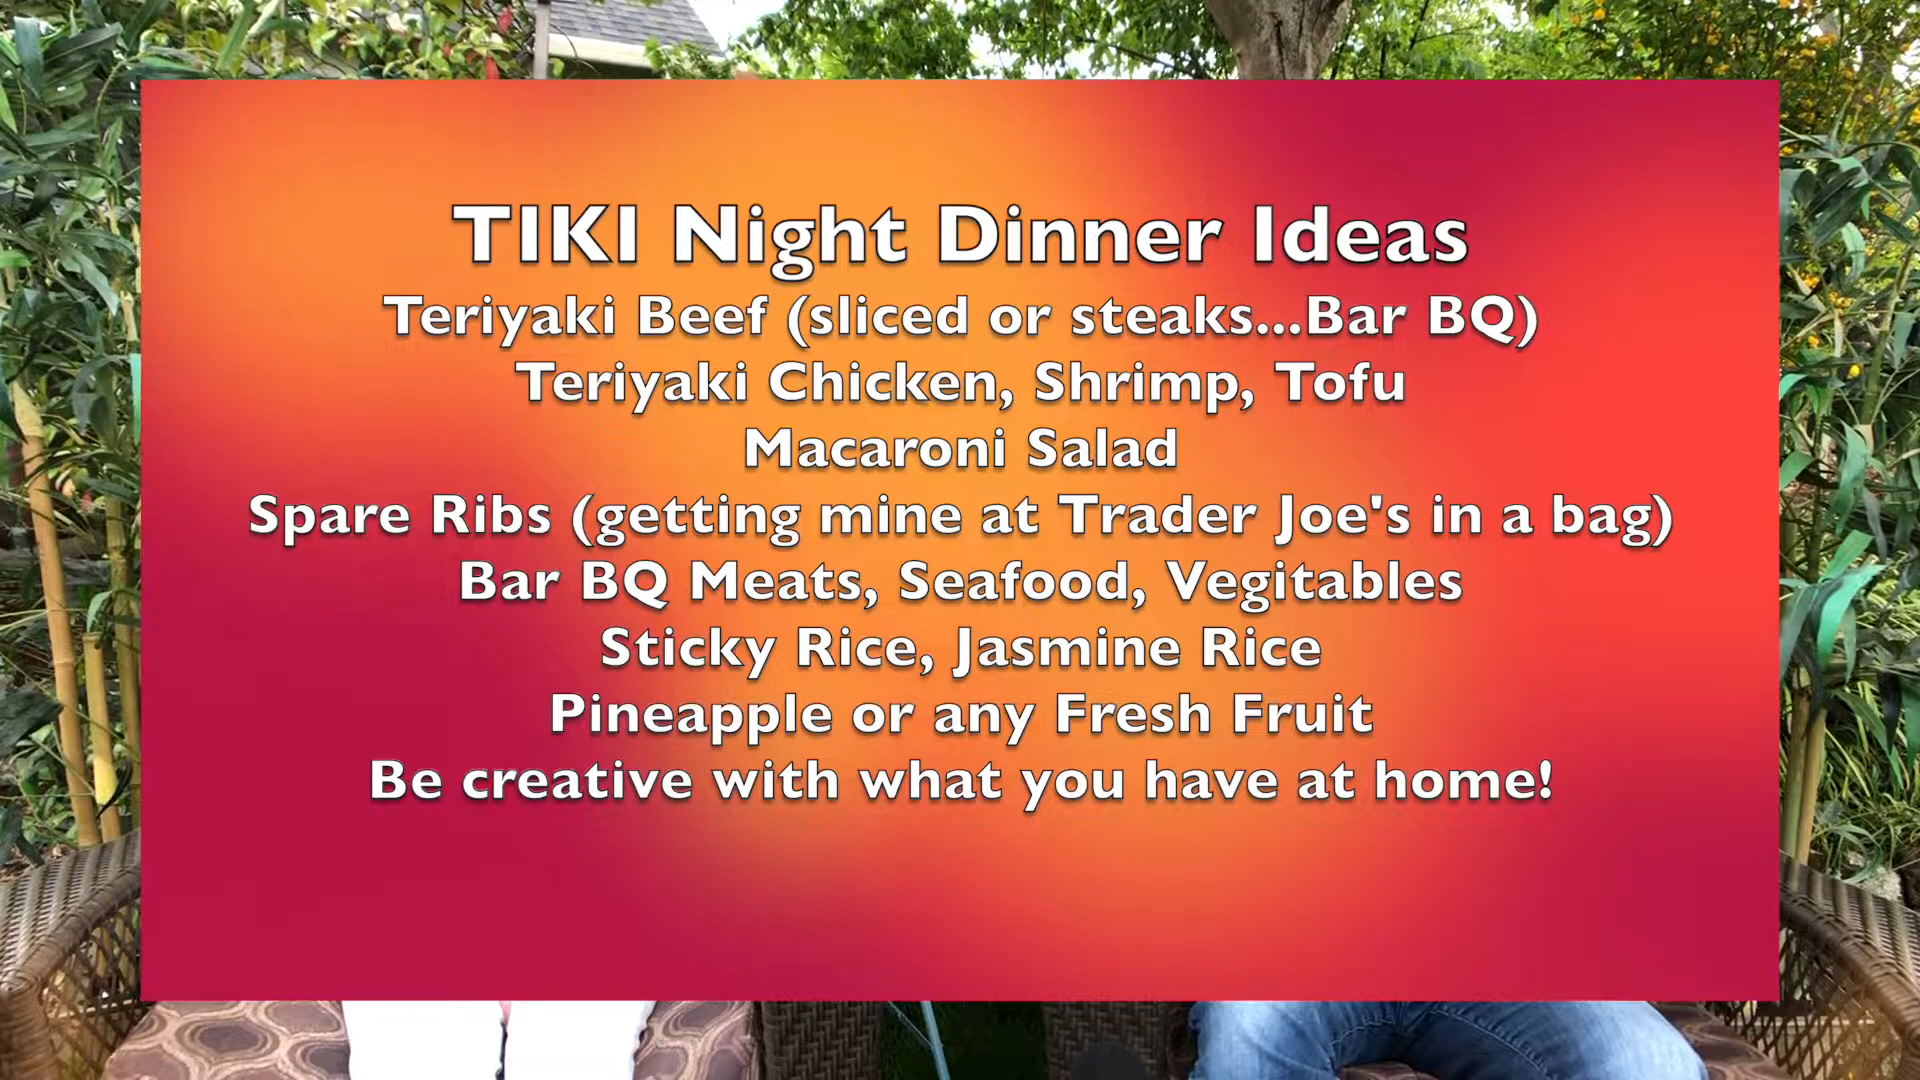 TIKI Night Dinner Ideas
Teriyaki Beef (sliced or steaks...Bar BQ)
Teriyaki Chicken, Shrimp, Tofu
Macaroni Salad
Spare Ribs (getting mine at Trader Joe's in a bag)
Bar BQ Meats, Seafood, Vegitables
Sticky Rice, Jasmine Rice
Pineapple or any Fresh Fruit
Be creative with what you have at home!